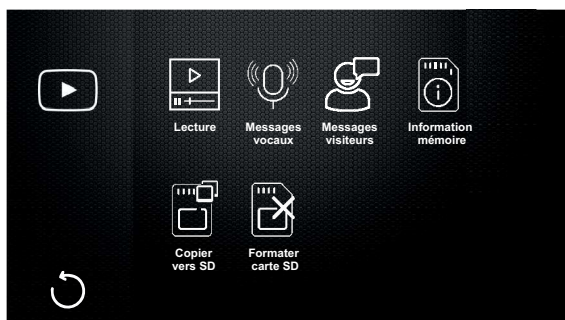 Lecture
Messages
vocaux
Messages
visiteurs
Information
mémoire
Copier
vers SD
Formater
carte SD